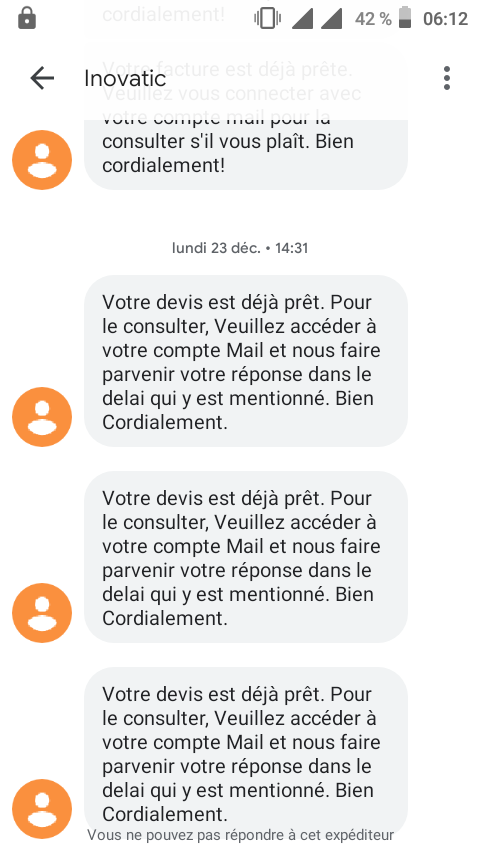 cordialement!
42 %
06:12
Inovatic
Votre facture est déjà prête.
Veuillez vous connecter avec
votre compte mail pour la
consulter s'il vous plaît. Bien
cordialement!
lundi 23 déc. • 14:31
Votre devis est déjà prêt. Pour
le consulter, Veuillez accéder à
votre compte Mail et nous faire
parvenir votre réponse dans le
delai qui y est mentionné. Bien
Cordialement.
Votre devis est déjà prêt. Pour
le consulter, Veuillez accéder à
votre compte Mail et nous faire
parvenir votre réponse dans le
delai qui y est mentionné. Bien
Cordialement.
Votre devis est déjà prêt. Pour
le consulter, Veuillez accéder à
votre compte Mail et nous faire
parvenir votre réponse dans le
delai qui y est mentionné. Bien
Cordialement.
Vous ne pouvez pas répondre à cet expéditeur